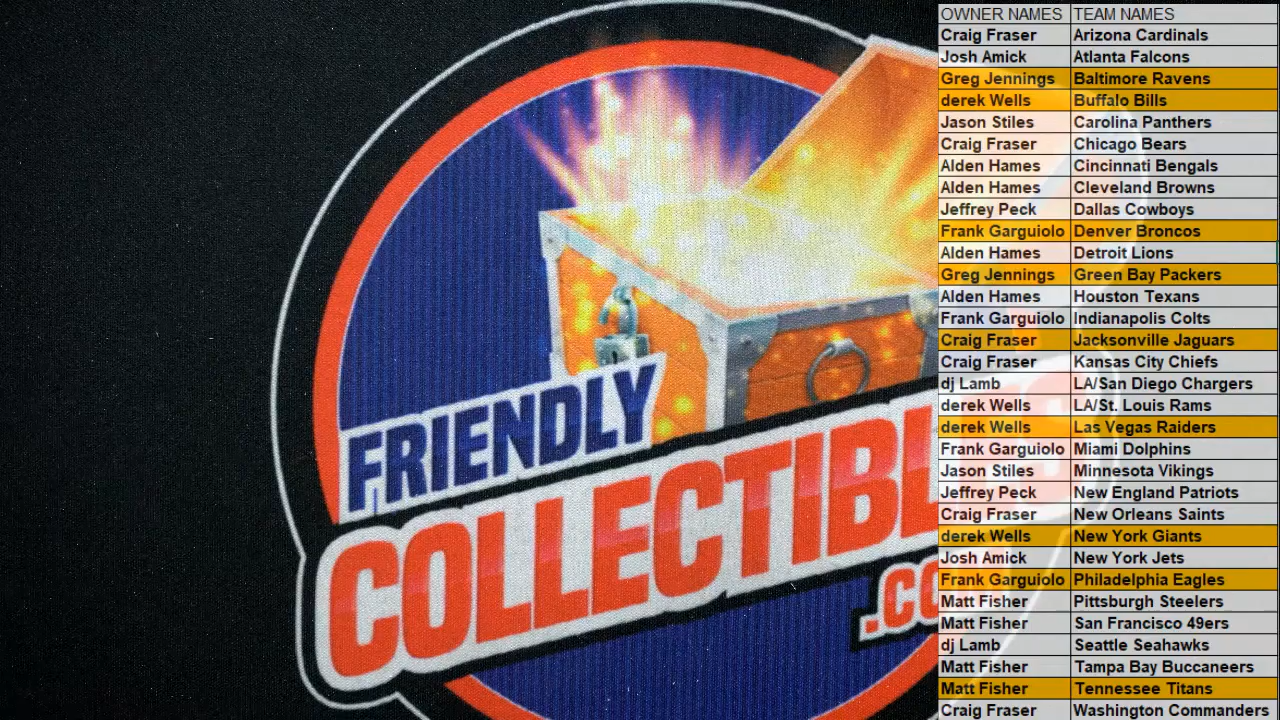 FRIENDLY
COLLECTIBLES
.CO
OWNER NAMES TEAM NAMES
Craig Fraser Arizona Cardinals
Josh Amick Atlanta Falcons
Greg Jennings Baltimore Ravens
derek Wells Buffalo Bills
Jason Stiles Carolina Panthers
Craig Fraser Chicago Bears
Alden Hames Cincinnati Bengals
Alden Hames Cleveland Browns
Jeffrey Peck Dallas Cowboys
Frank Garguiolo Denver Broncos
Alden Hames Detroit Lions
Greg Jennings Green Bay Packers
Alden Hames Houston Texans
Frank Garguiolo Indianapolis Colts
Craig Fraser Jacksonville Jaguars
Craig Fraser Kansas City Chiefs
dj Lamb LA/San Diego Chargers
derek Wells LA/St. Louis Rams
derek Wells Las Vegas Raiders
Frank Garguiolo Miami Dolphins
Jason Stiles Minnesota Vikings
Jeffrey Peck New England Patriots
Craig Fraser New Orleans Saints
derek Wells New York Giants
Josh Amick New York Jets
Frank Garguiolo Philadelphia Eagles
Matt Fisher Pittsburgh Steelers
Matt Fisher San Francisco 49ers
dj Lamb Seattle Seahawks
Matt Fisher Tampa Bay Buccaneers
Matt Fisher Tennessee Titans
Craig Fraser Washington Commanders